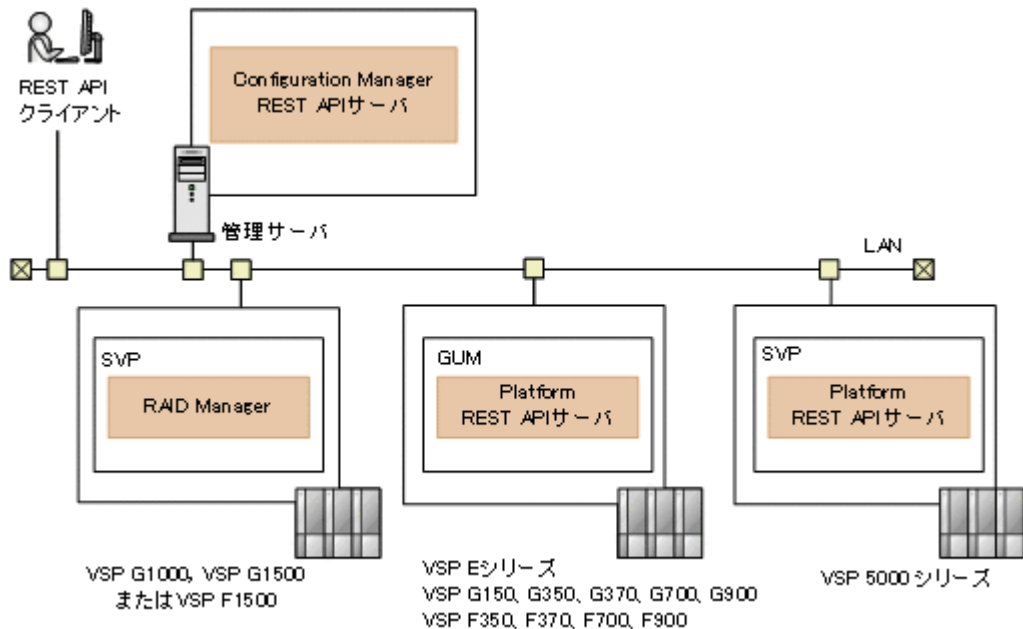 REST API
クライアント
Configuration Manager
REST APIサーバ
管理サーバ
LAN
SVP
RAID Manager
GUM
Platform
REST APIサーバ
SVP
Platform
REST APIサーバ
VSP G1000, VSP G1500
またはVSP F1500
VSP Eシリーズ
VSP G150、G350、G370、G700、G900
VSP F350、F370、F700、F900
VSP 5000 シリーズ